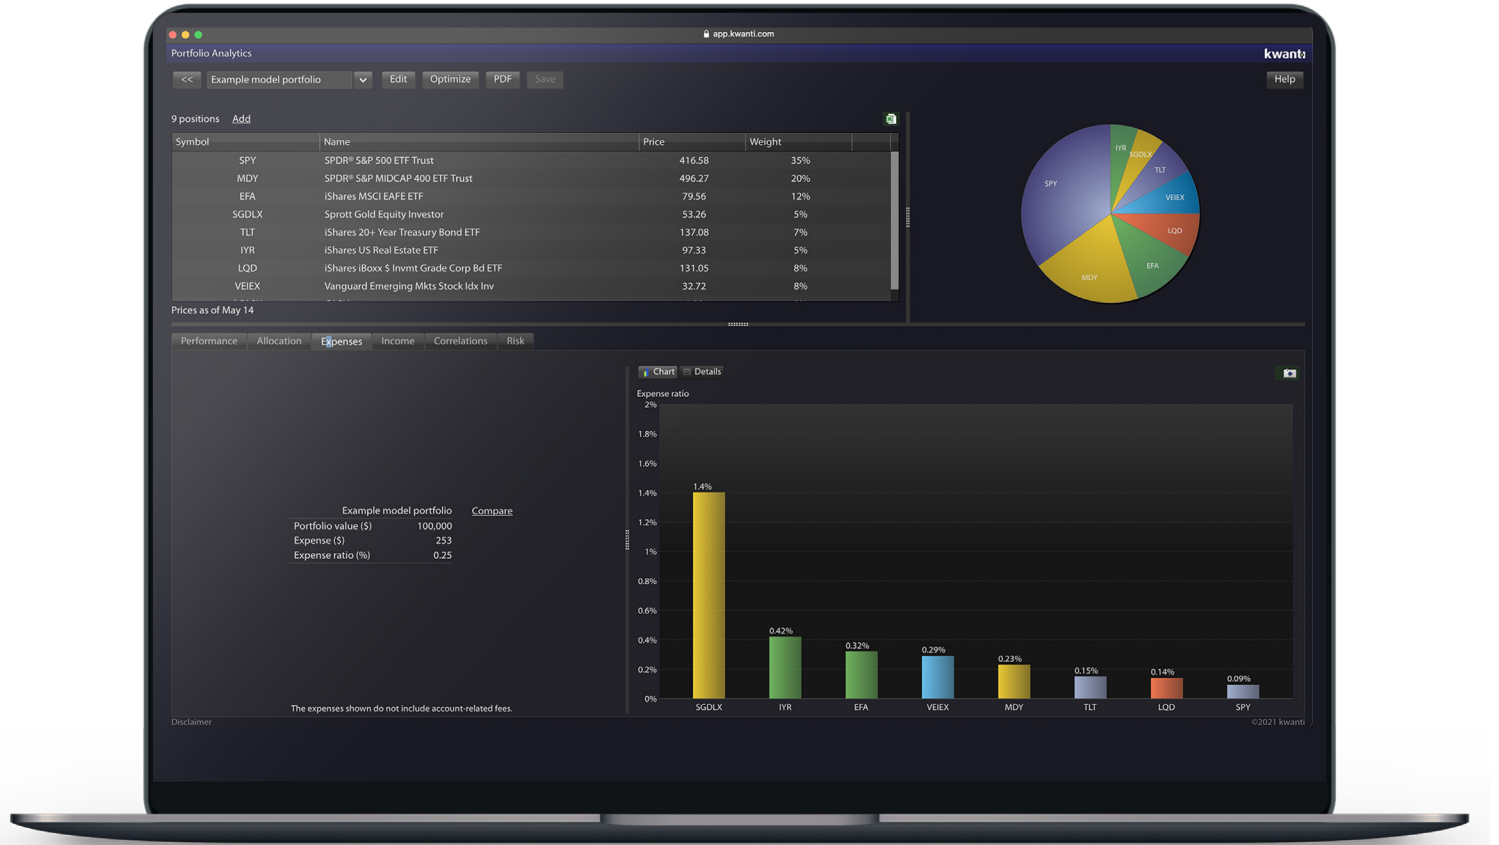 app.kwanti.com
Portfolio Analytics
kwanti
<< Example model portfolio Edit Optimize PDF Save Help
9 positions Add
Symbol Name Price Weight
SPY SPDR® S&P 500 ETF Trust 416.58 35%
MDY SPDR® S&P MIDCAP 400 ETF Trust 496.27 20%
EFA iShares MSCI EAFE ETF 79.56 12%
SGDLX Sprott Gold Equity Investor 53.26 5%
TLT iShares 20+ Year Treasury Bond ETF 137.08 7%
IYR iShares US Real Estate ETF 97.33 5%
LQD iShares iBoxx $ Invmt Grade Corp Bd ETF 131.05 8%
VEIEX Vanguard Emerging Mkts Stock Idx Inv 32.72 8%
Prices as of May 14
IYR
SGDLX
TLT
SPY
VEIEX
LQD
EFA
MDY
Performance Allocation Expenses Income Correlations Risk
Example model portfolio Compare
Portfolio value ($) 100,000
Expense ($) 253
Expense ratio (%) 0.25
The expenses shown do not include account-related fees.
Chart Details
Expense ratio
2%
1.8%
1.6%
1.4%
1.2%
1%
0.8%
0.6%
0.4%
0.2%
0%
1.4%
0.42%
0.32%
0.29%
0.23%
0.15%
0.14%
0.09%
SGDLX IYR EFA VEIEX MDY TLT LQD SPY
Disclaimer
©2021 kwanti